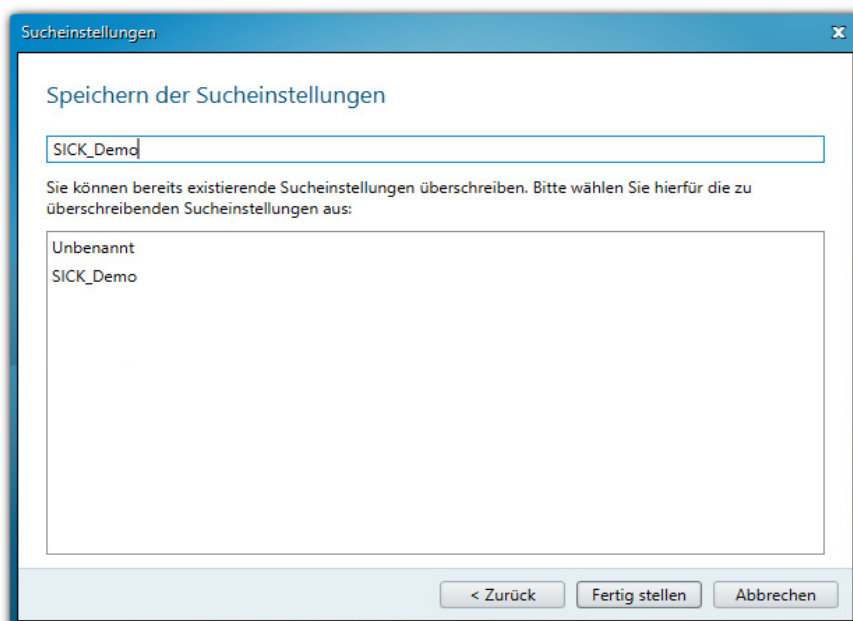 Sucheinstellungen
Speichern der Sucheinstellungen
SICK_Demo
Sie können bereits existierende Sucheinstellungen überschreiben. Bitte wählen Sie hierfür die zu
überschreibenden Sucheinstellungen aus:
Unbenannt
SICK_Demo
< Zurück Fertig stellen Abbrechen